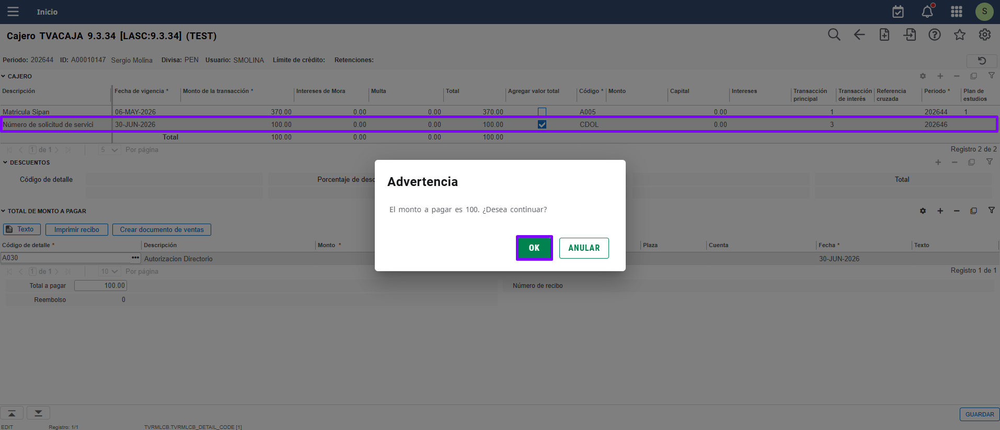 Inicio
S
Cajero TVACAJA 9.3.34 [LASC:9.3.34] (TEST)
Periodo: 202644 ID: A00010147 Sergio Molina Divisa: PEN Usuario: SMOLINA Límite de crédito: Retenciones:
CAJERO
Descripción Fecha de vigencia * Monto de la transacción * Intereses de Mora Multa Total Agregar valor total Código * Monto Capital Intereses Transacción principal Transacción de interés Referencia cruzada Periodo * Plan de estudios
Matricula Sipan 06-MAY-2026 370.00 0.00 0.00 370.00 A005 0.00 1 202644 1
Número de solicitud de servici 30-JUN-2026 100.00 0.00 0.00 100.00 CDOL 0.00 3 202646
Total 100.00 0.00 0.00 100.00
1 de 1 5 Por página Registro 2 de 2
DESCUENTOS
Código de detalle Porcentaje de desc Total
Advertencia
El monto a pagar es 100. ¿Desea continuar?
OK ANULAR
TOTAL DE MONTO A PAGAR
Texto Imprimir recibo Crear documento de ventas
Código de detalle * Descripción Monto * Plaza Cuenta Fecha * Texto
A030 ••• Autorizacion Directorio 30-JUN-2026
1 de 1 10 Por página Registro 1 de 1
Total a pagar 100.00 Número de recibo
Reembolso 0
GUARDAR
EDIT Registro: 1/1 TVRMLCB.TVRMLCB_DETAIL_CODE [1]